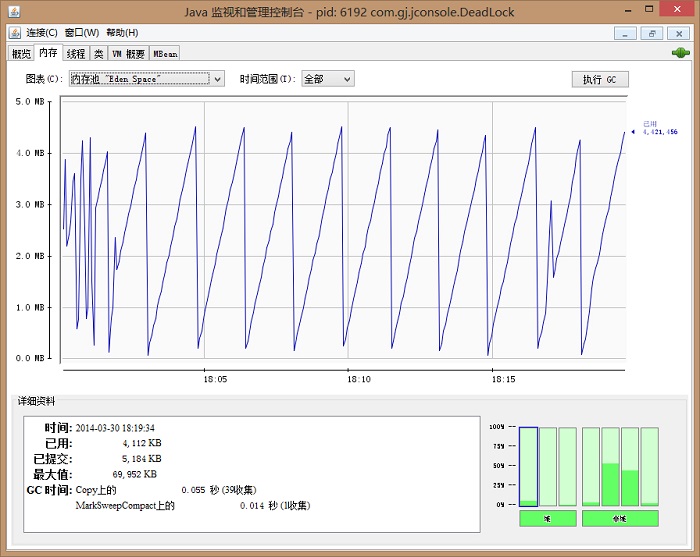 Java 监视和管理控制台 - pid: 6192 com.gj.jconsole.DeadLock
连接(C) 窗口(W) 帮助(H)
概览 内存 线程 类 VM 概要 MBean
图表(C): 内存池 "Eden Space" 时间范围(T): 全部 执行 GC
5.0 MB
已用
4,421,456
4.0 MB
3.0 MB
2.0 MB
1.0 MB
0.0 MB
18:05 18:10 18:15
详细资料
时间: 2014-03-30 18:19:34
已用: 4,112 KB
已提交: 5,184 KB
最大值: 69,952 KB
GC 时间: Copy上的 0.055 秒 (39收集)
MarkSweepCompact上的 0.014 秒 (1收集)
100%
75%
50%
25%
0%
堆 非堆